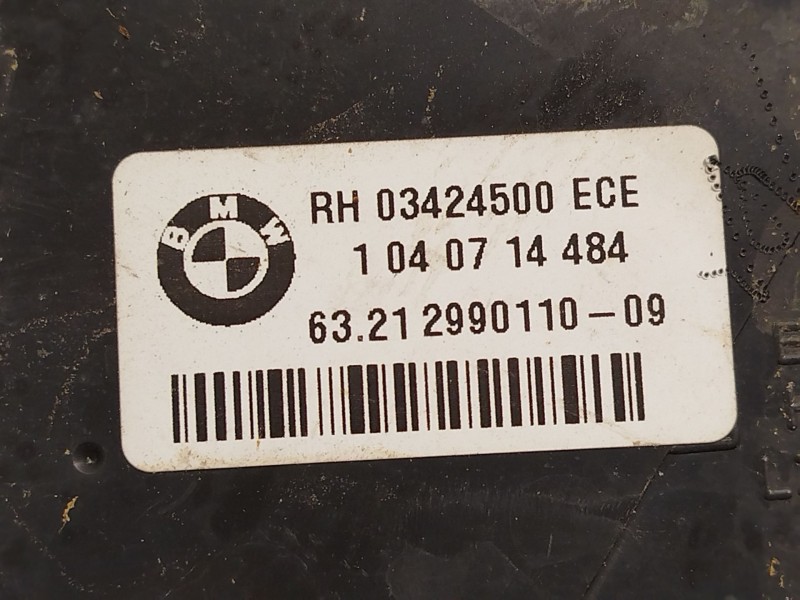 BMW
RH 03424500 ECE
1 04 07 14 484
63.21 2990110-09